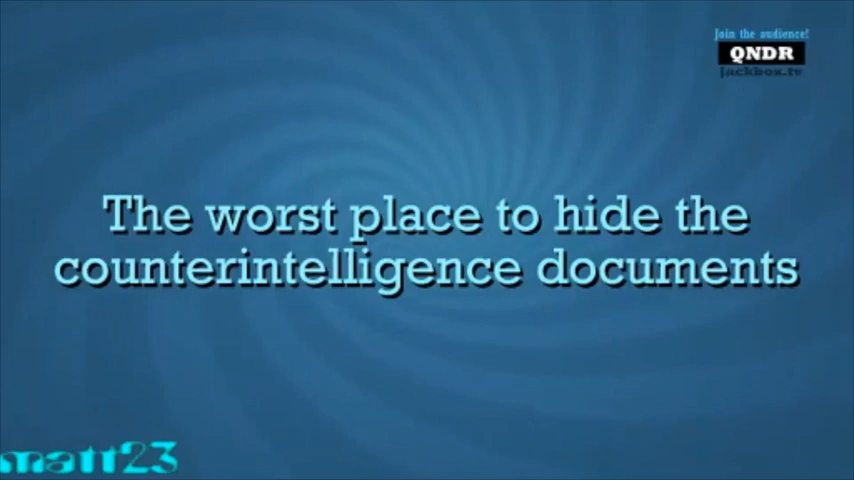 Join the audience!
QNDR
jackbox.tv
The worst place to hide the
counterintelligence documents
matt23